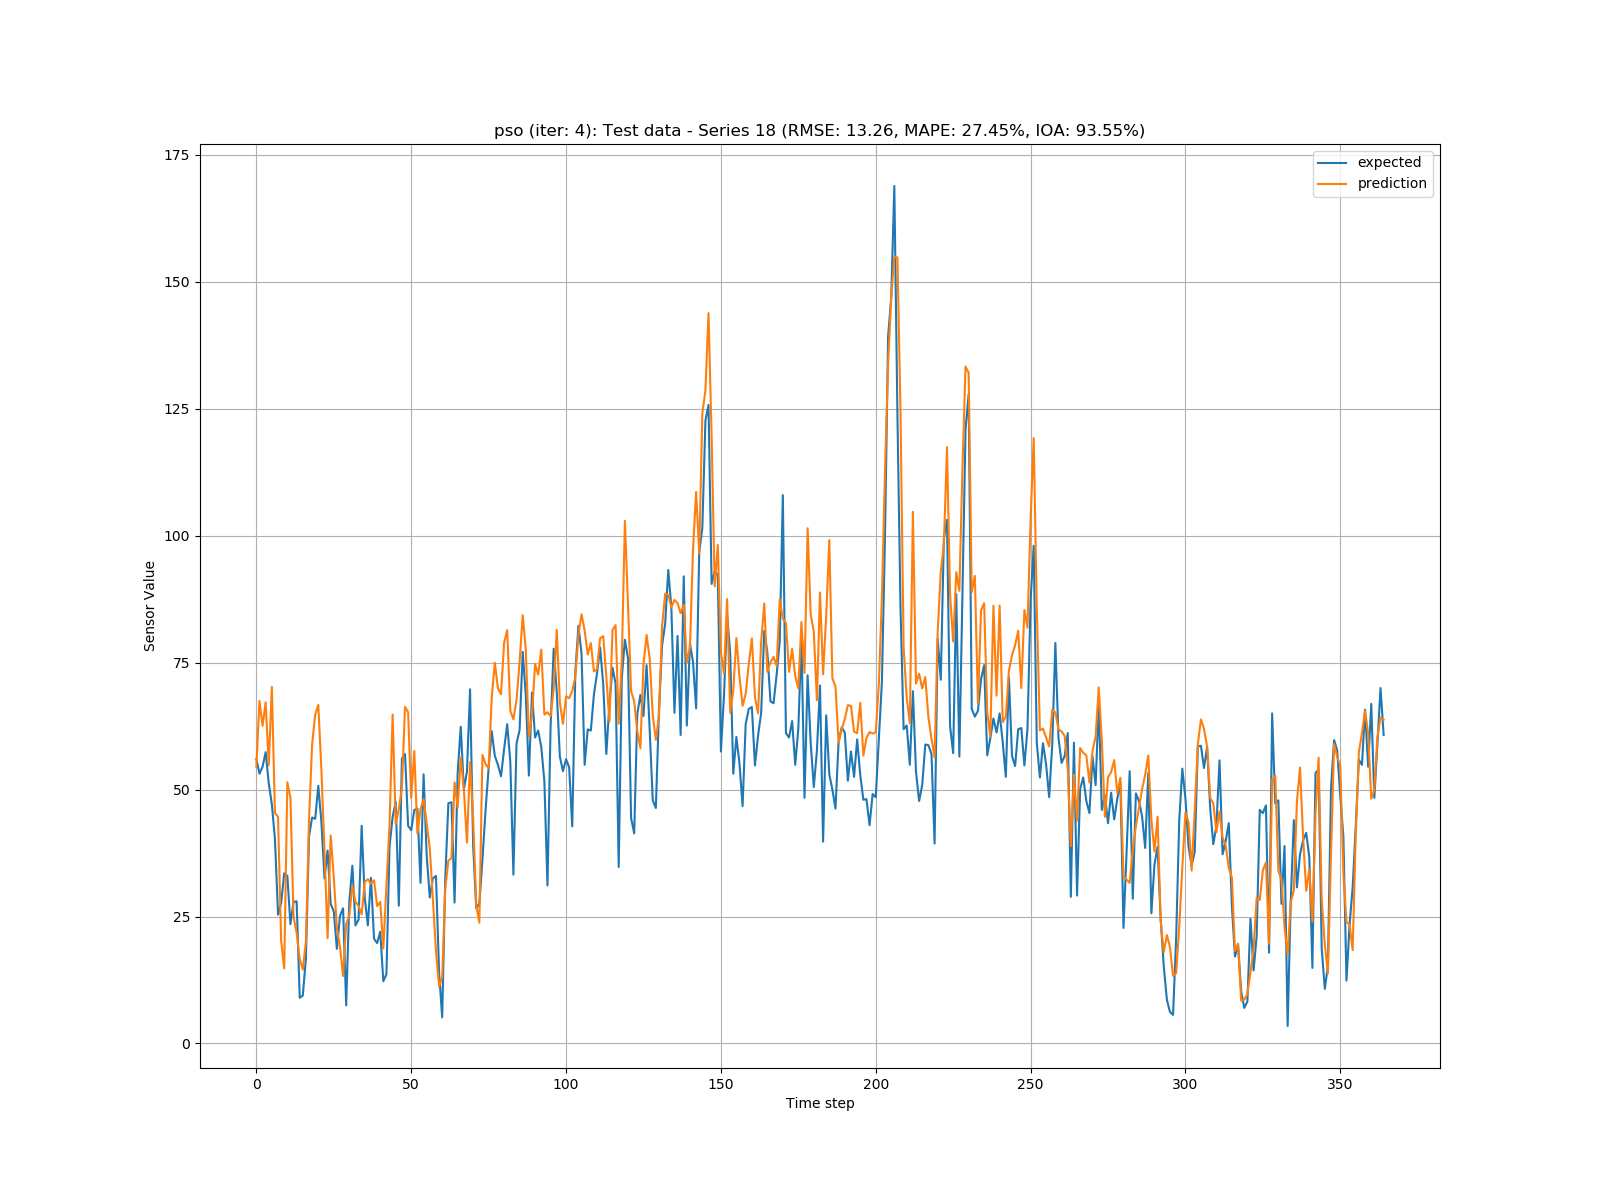 pso (iter: 4): Test data - Series 18 (RMSE: 13.26, MAPE: 27.45%, IOA: 93.55%)
expected
prediction
175
150
125
100
75
50
25
0
Sensor Value
0 50 100 150 200 250 300 350
Time step